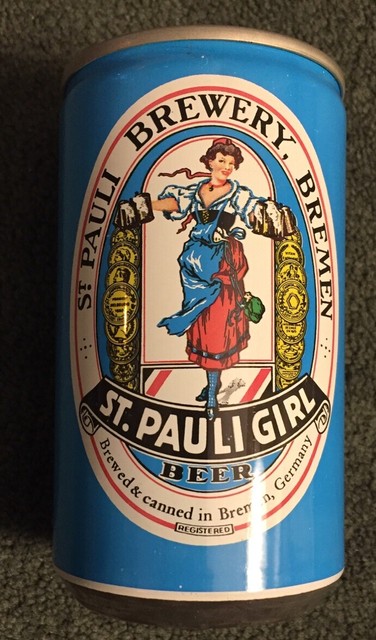 ST PAULI BREWERY, BREMEN
ST. PAULI GIRL
BEER
Brewed & canned in Bremen, Germany
REGISTERED